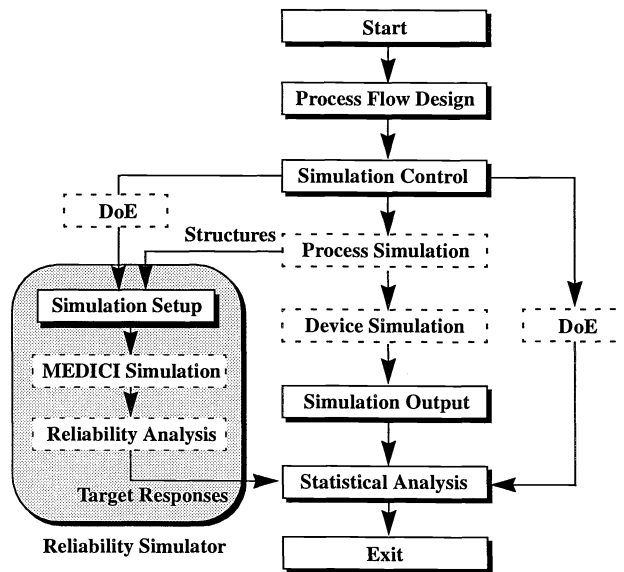 Start
Process Flow Design
Simulation Control
DoE
Structures
Process Simulation
Simulation Setup
Device Simulation
DoE
MEDICI Simulation
Simulation Output
Reliability Analysis
Target Responses
Statistical Analysis
Reliability Simulator
Exit